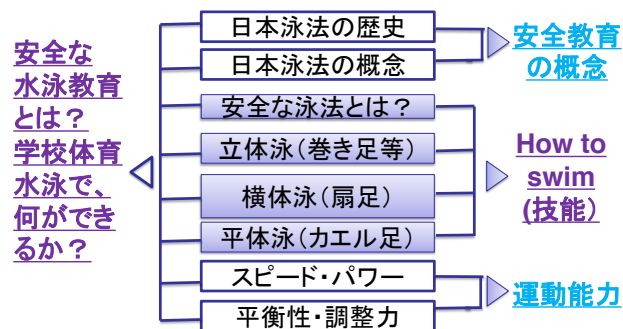 安全な
水泳教育
とは？
学校体育
水泳で、
何ができ
るか？
日本泳法の歴史
日本泳法の概念
安全な泳法とは？
立体泳（巻き足等）
横体泳（扇足）
平体泳（カエル足）
スピード・パワー
平衡性・調整力
安全教育
の概念
How to
swim
(技能）
運動能力